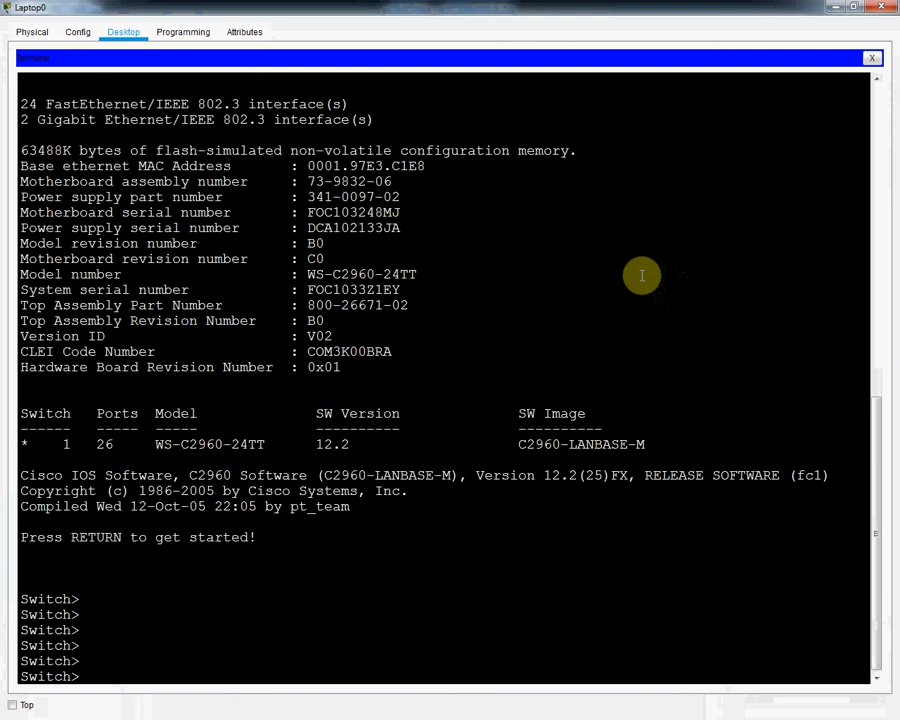 Laptop0
Physical Config Desktop Programming Attributes
Terminal
X
24 FastEthernet/IEEE 802.3 interface(s)
2 Gigabit Ethernet/IEEE 802.3 interface(s)
63488K bytes of flash-simulated non-volatile configuration memory.
Base ethernet MAC Address : 0001.97E3.C1E8
Motherboard assembly number : 73-9832-06
Power supply part number : 341-0097-02
Motherboard serial number : FOC103248MJ
Power supply serial number : DCA102133JA
Model revision number : B0
Motherboard revision number : C0
Model number : WS-C2960-24TT
System serial number : FOC1033Z1EY
Top Assembly Part Number : 800-26671-02
Top Assembly Revision Number : B0
Version ID : V02
CLEI Code Number : COM3K00BRA
Hardware Board Revision Number : 0x01
Switch Ports Model SW Version SW Image
------ ----- ----- ---------- ----------
* 1 26 WS-C2960-24TT 12.2 C2960-LANBASE-M
Cisco IOS Software, C2960 Software (C2960-LANBASE-M), Version 12.2(25)FX, RELEASE SOFTWARE (fc1)
Copyright (c) 1986-2005 by Cisco Systems, Inc.
Compiled Wed 12-Oct-05 22:05 by pt_team
Press RETURN to get started!
Switch>
Switch>
Switch>
Switch>
Switch>
Switch>
Top